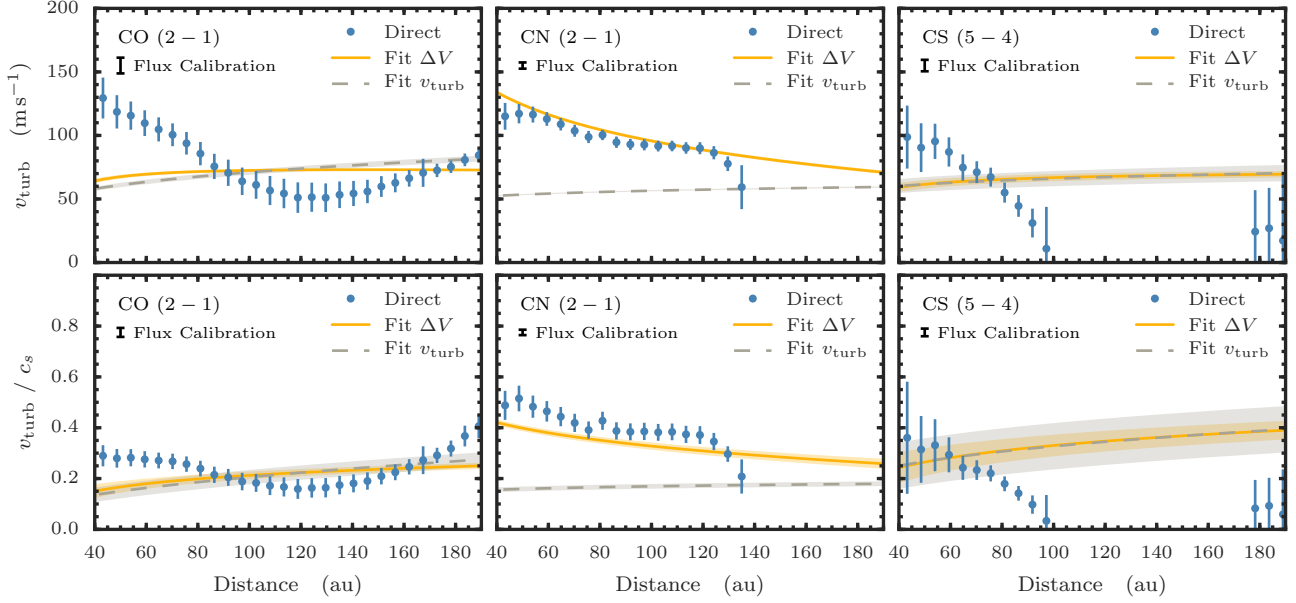 200
150
100
50
0
v_turb (m s⁻¹)
CO (2 − 1)
Flux Calibration
Direct
Fit ΔV
Fit v_turb
CN (2 − 1)
Flux Calibration
Direct
Fit ΔV
Fit v_turb
CS (5 − 4)
Flux Calibration
Direct
Fit ΔV
Fit v_turb
0.8
0.6
0.4
0.2
0.0
v_turb / c_s
CO (2 − 1)
Flux Calibration
Direct
Fit ΔV
Fit v_turb
CN (2 − 1)
Flux Calibration
Direct
Fit ΔV
Fit v_turb
CS (5 − 4)
Flux Calibration
Direct
Fit ΔV
Fit v_turb
40 60 80 100 120 140 160 180
40 60 80 100 120 140 160 180
40 60 80 100 120 140 160 180
Distance (au)
Distance (au)
Distance (au)